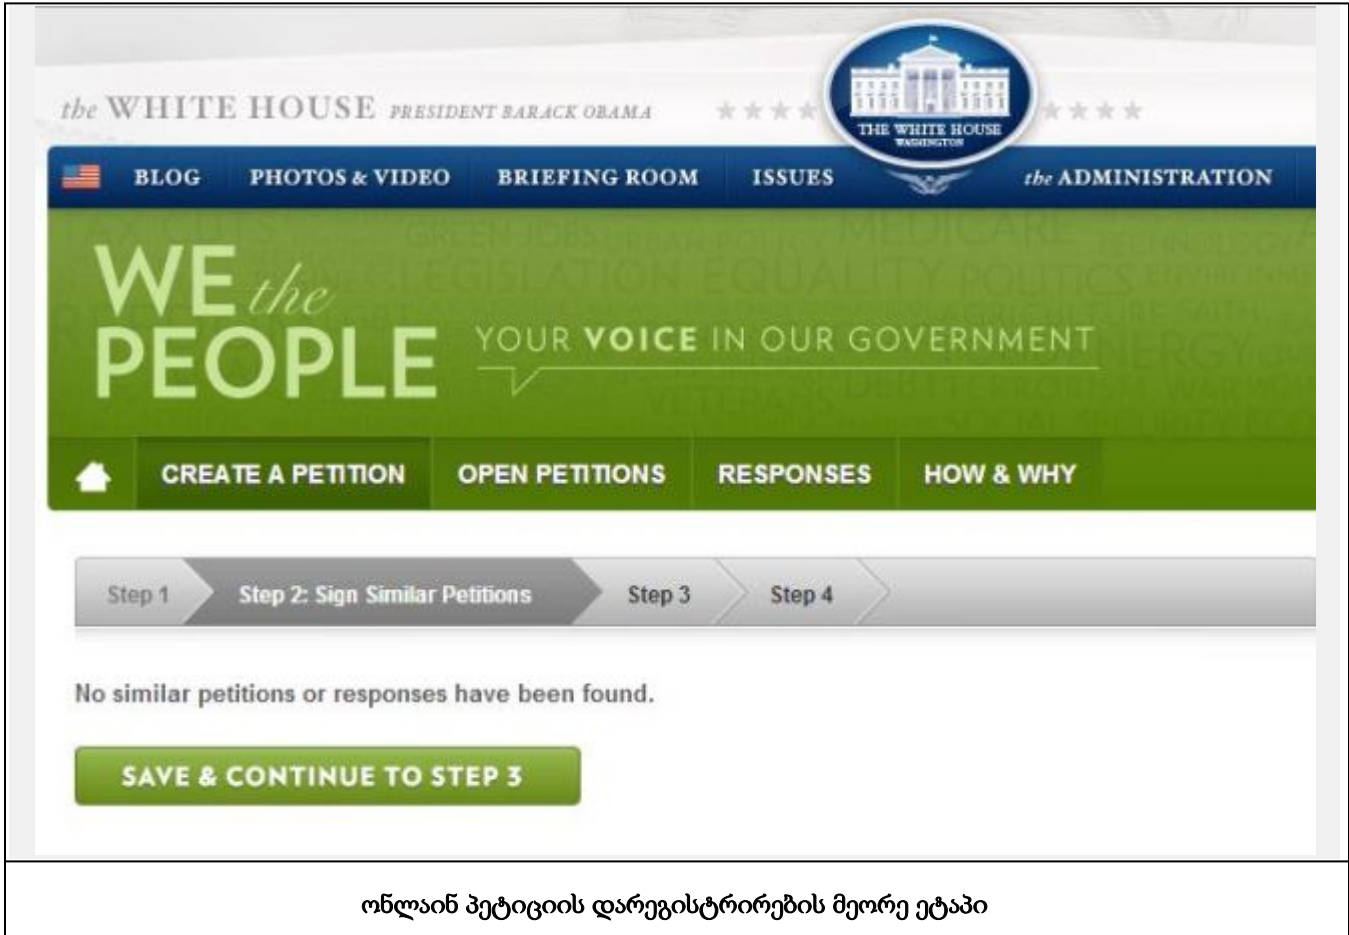 the WHITE HOUSE PRESIDENT BARACK OBAMA
THE WHITE HOUSE
WASHINGTON
BLOG PHOTOS & VIDEO BRIEFING ROOM ISSUES the ADMINISTRATION
WE the
PEOPLE
YOUR VOICE IN OUR GOVERNMENT
CREATE A PETITION OPEN PETITIONS RESPONSES HOW & WHY
Step 1 Step 2: Sign Similar Petitions Step 3 Step 4
No similar petitions or responses have been found.
SAVE & CONTINUE TO STEP 3
ონლაინ პეტიციის დარეგისტრირების მეორე ეტაპი